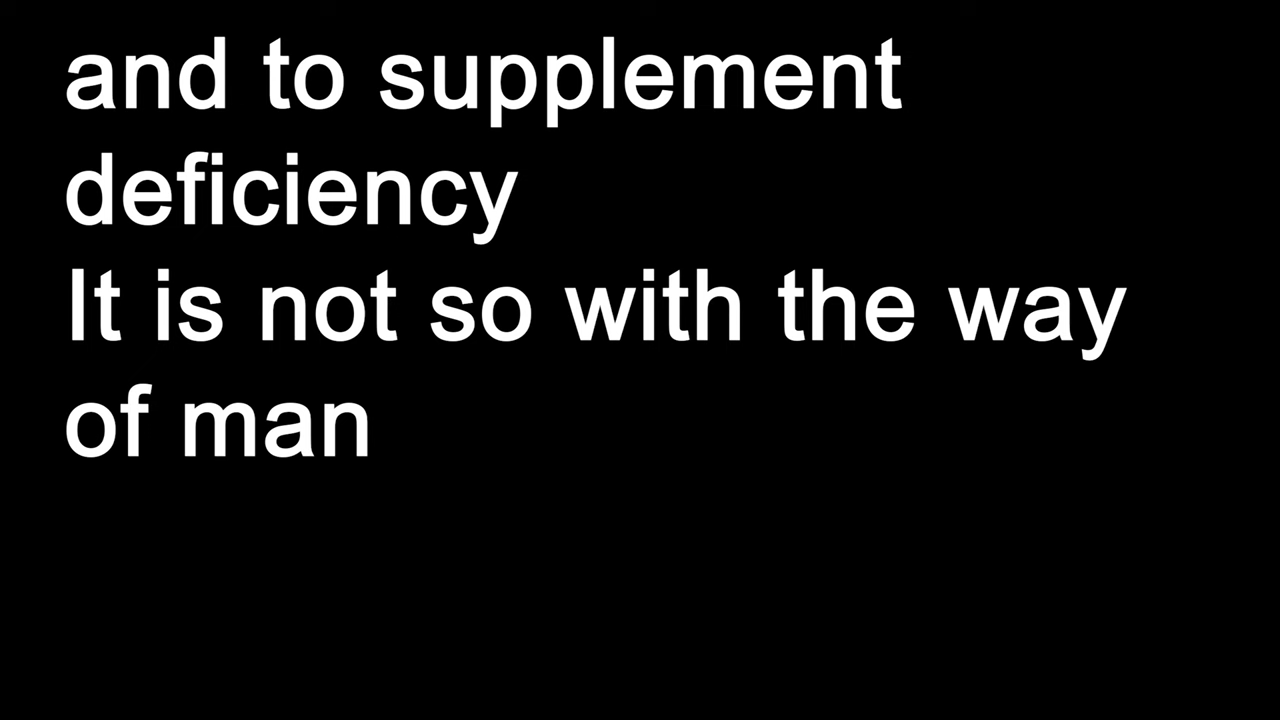 and to supplement
deficiency
It is not so with the way
of man